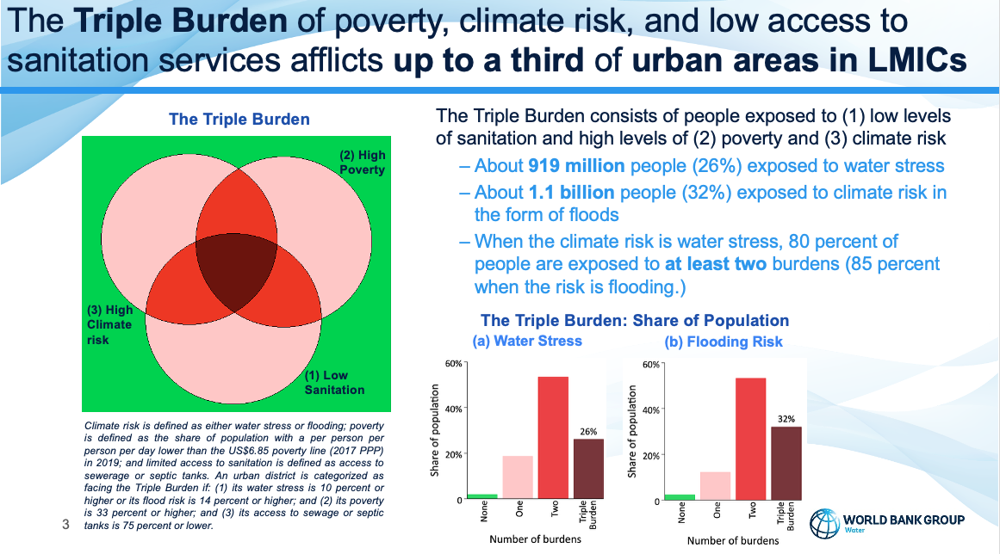 The Triple Burden of poverty, climate risk, and low access to
sanitation services afflicts up to a third of urban areas in LMICs
The Triple Burden
(2) High
Poverty
(3) High
Climate
risk
(1) Low
Sanitation
Climate risk is defined as either water stress or flooding; poverty
is defined as the share of population with a per person per
person per day lower than the US$6.85 poverty line (2017 PPP)
in 2019; and limited access to sanitation is defined as access to
sewerage or septic tanks. An urban district is categorized as
facing the Triple Burden if: (1) its water stress is 10 percent or
higher or its flood risk is 14 percent or higher; and (2) its poverty
is 33 percent or higher; and (3) its access to sewage or septic
tanks is 75 percent or lower.
3
The Triple Burden consists of people exposed to (1) low levels
of sanitation and high levels of (2) poverty and (3) climate risk
– About 919 million people (26%) exposed to water stress
– About 1.1 billion people (32%) exposed to climate risk in
the form of floods
– When the climate risk is water stress, 80 percent of
people are exposed to at least two burdens (85 percent
when the risk is flooding.)
The Triple Burden: Share of Population
(a) Water Stress
Share of population
60%
40%
20%
0
26%
None
One
Two
Triple
Burden
Number of burdens
(b) Flooding Risk
Share of population
60%
40%
20%
0
32%
None
One
Two
Triple
Burden
Number of burdens
WORLD BANK GROUP
Water